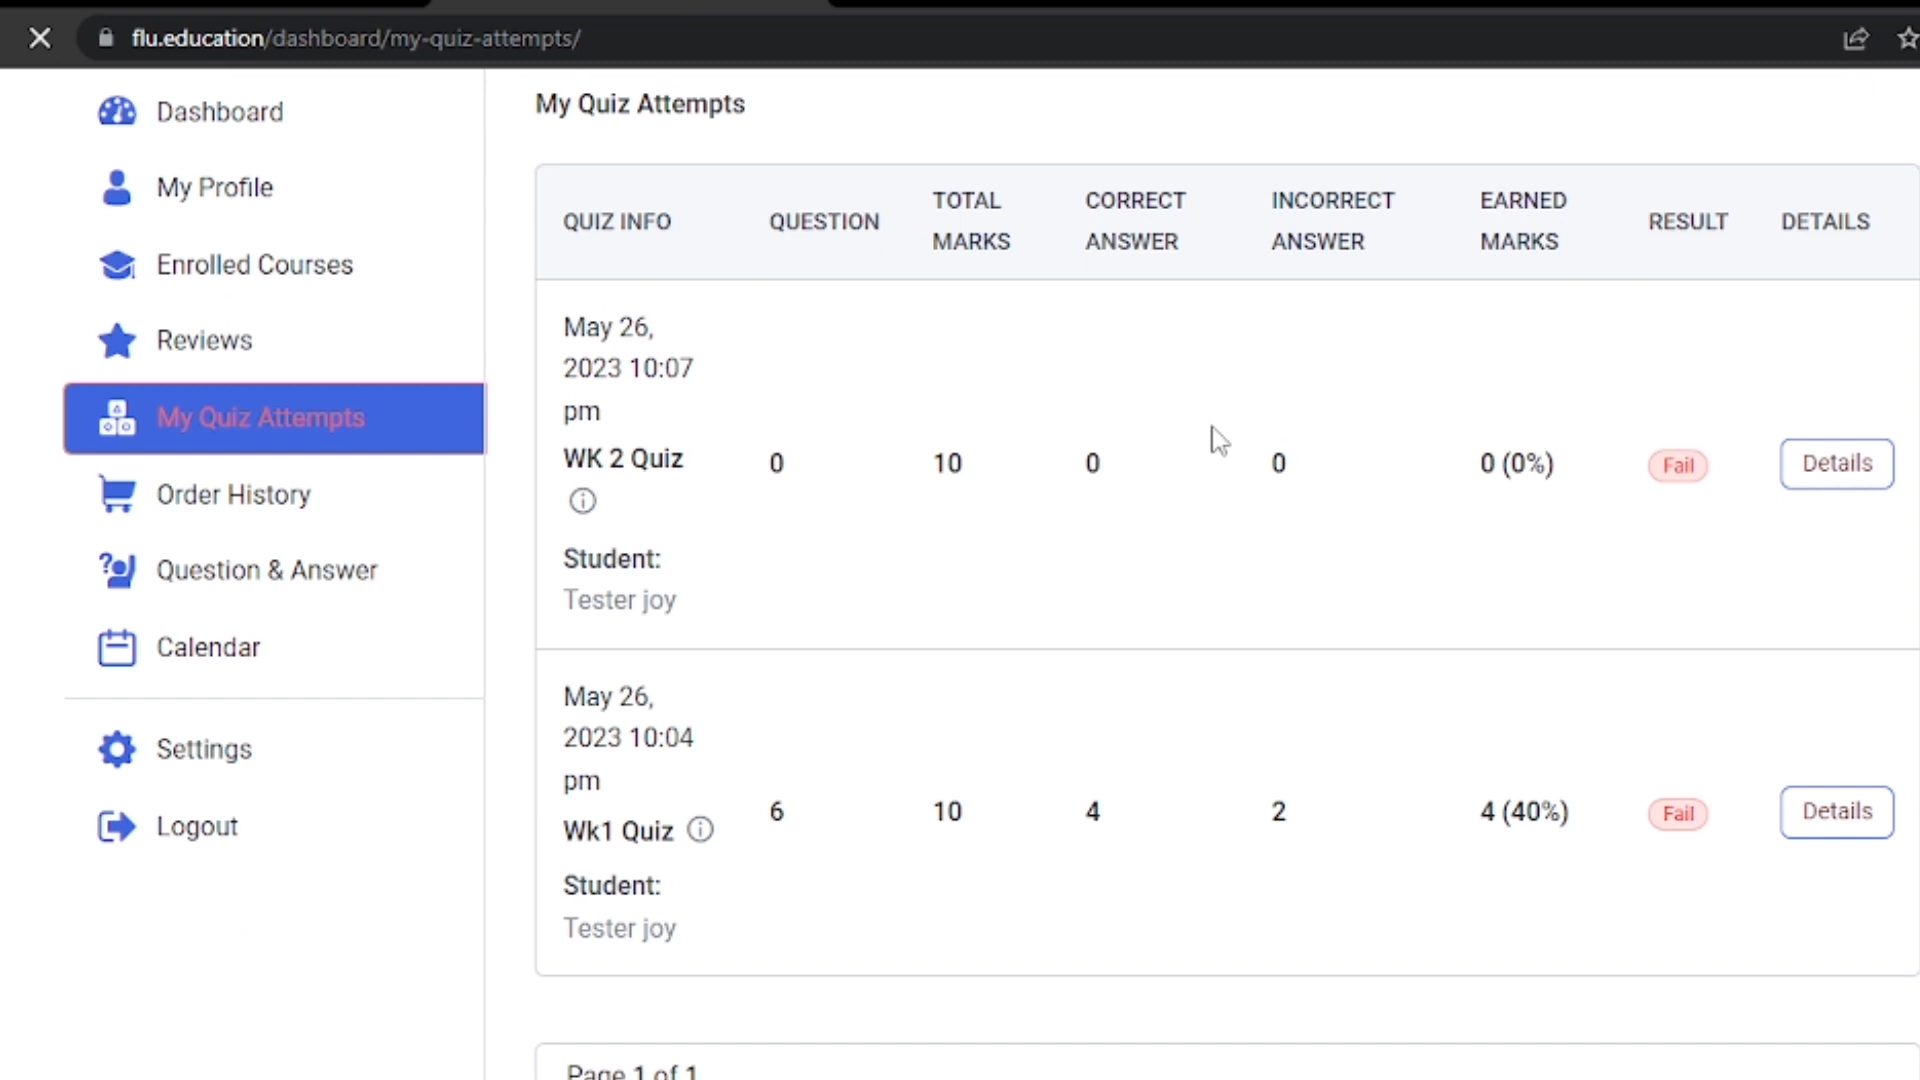 flu.education/dashboard/my-quiz-attempts/
Dashboard
My Profile
Enrolled Courses
Reviews
My Quiz Attempts
Order History
Question & Answer
Calendar
Settings
Logout
My Quiz Attempts
QUIZ INFO
QUESTION
TOTAL
MARKS
CORRECT
ANSWER
INCORRECT
ANSWER
EARNED
MARKS
RESULT
DETAILS
May 26,
2023 10:07
pm
WK 2 Quiz
Student:
Tester joy
0
10
0
0
0 (0%)
Fail
Details
May 26,
2023 10:04
pm
Wk1 Quiz
Student:
Tester joy
6
10
4
2
4 (40%)
Fail
Details
Page 1 of 1